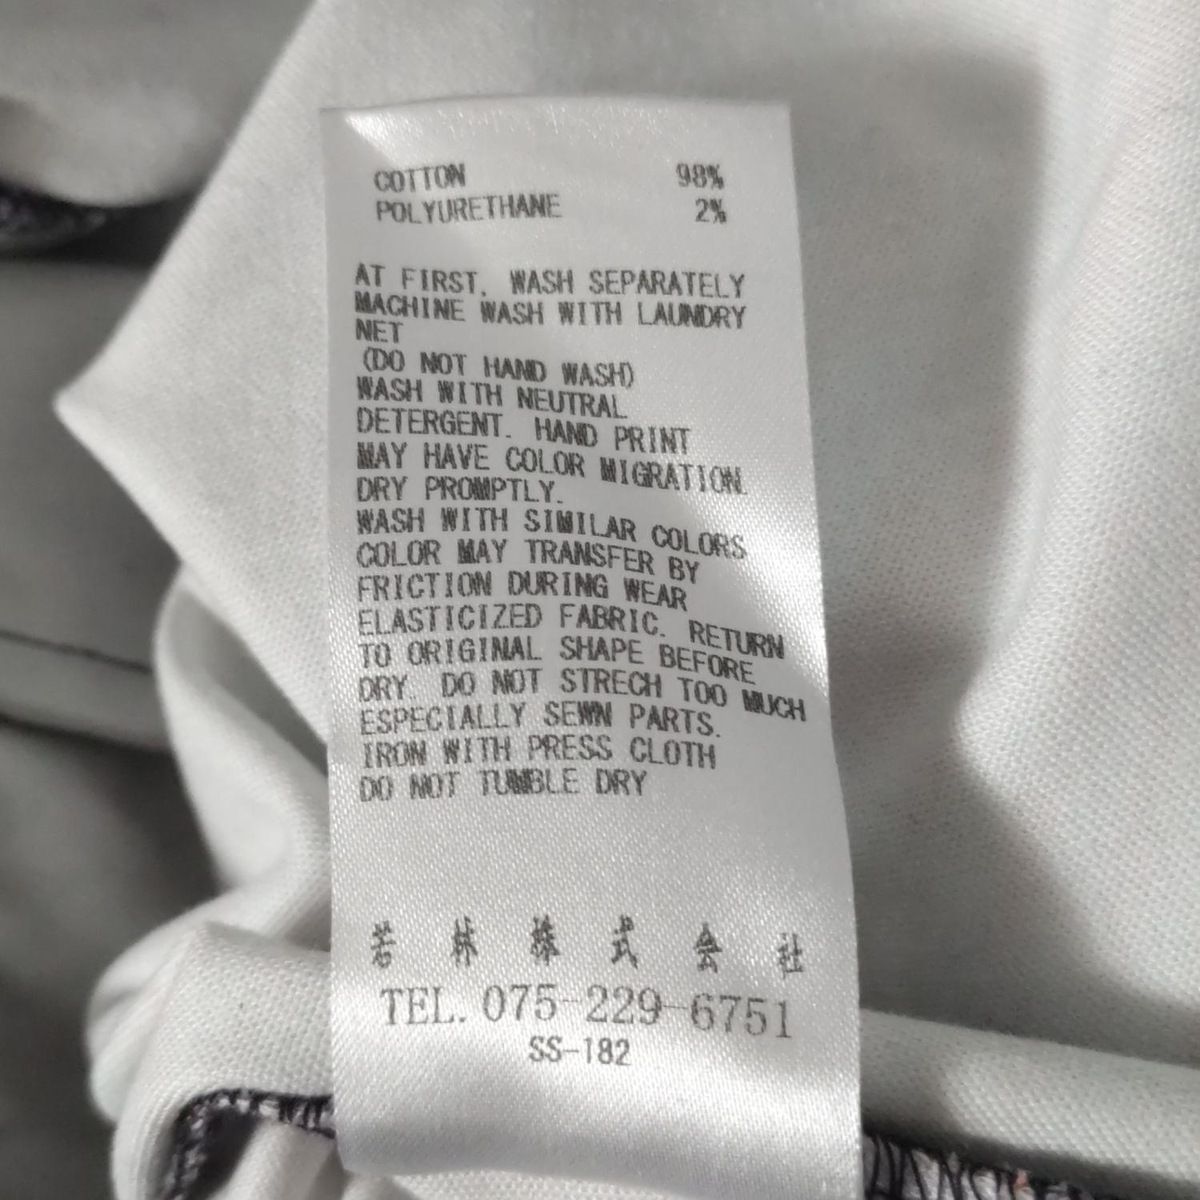 COTTON 98%
POLYURETHANE 2%
AT FIRST, WASH SEPARATELY
MACHINE WASH WITH LAUNDRY
NET
(DO NOT HAND WASH)
WASH WITH NEUTRAL
DETERGENT. HAND PRINT
MAY HAVE COLOR MIGRATION.
DRY PROMPTLY.
WASH WITH SIMILAR COLORS
COLOR MAY TRANSFER BY
FRICTION DURING WEAR
ELASTICIZED FABRIC. RETURN
TO ORIGINAL SHAPE BEFORE
DRY. DO NOT STRECH TOO MUCH
ESPECIALLY SEWN PARTS.
IRON WITH PRESS CLOTH
DO NOT TUMBLE DRY
若林株式会社
TEL. 075-229-6751
SS-182